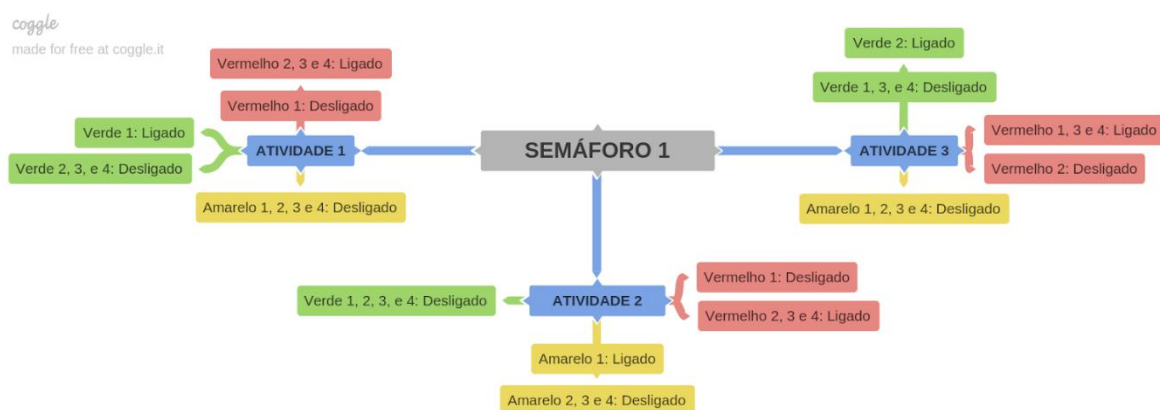 coggle
made for free at coggle.it
Vermelho 2, 3 e 4: Ligado
Vermelho 1: Desligado
Verde 1: Ligado
Verde 2, 3, e 4: Desligado
ATIVIDADE 1
Amarelo 1, 2, 3 e 4: Desligado
SEMÁFORO 1
Verde 2: Ligado
Verde 1, 3, e 4: Desligado
ATIVIDADE 3
Vermelho 1, 3 e 4: Ligado
Vermelho 2: Desligado
Amarelo 1, 2, 3 e 4: Desligado
Verde 1, 2, 3, e 4: Desligado
ATIVIDADE 2
Vermelho 1: Desligado
Vermelho 2, 3 e 4: Ligado
Amarelo 1: Ligado
Amarelo 2, 3 e 4: Desligado